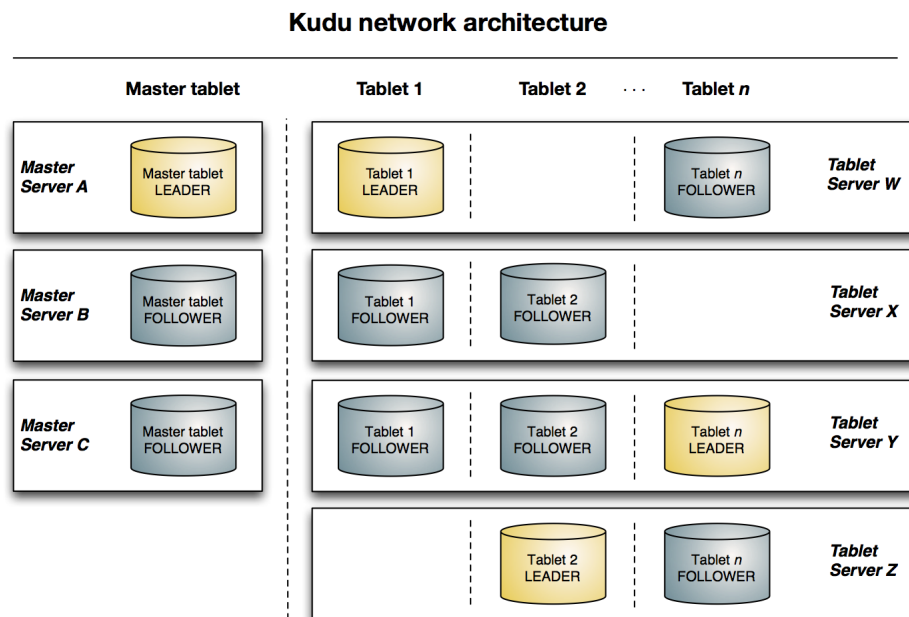 Kudu network architecture
Master tablet
Tablet 1
Tablet 2
· · ·
Tablet n
Master
Server A
Master tablet
LEADER
Tablet 1
LEADER
Tablet n
FOLLOWER
Tablet
Server W
Master
Server B
Master tablet
FOLLOWER
Tablet 1
FOLLOWER
Tablet 2
FOLLOWER
Tablet
Server X
Master
Server C
Master tablet
FOLLOWER
Tablet 1
FOLLOWER
Tablet 2
FOLLOWER
Tablet n
LEADER
Tablet
Server Y
Tablet 2
LEADER
Tablet n
FOLLOWER
Tablet
Server Z